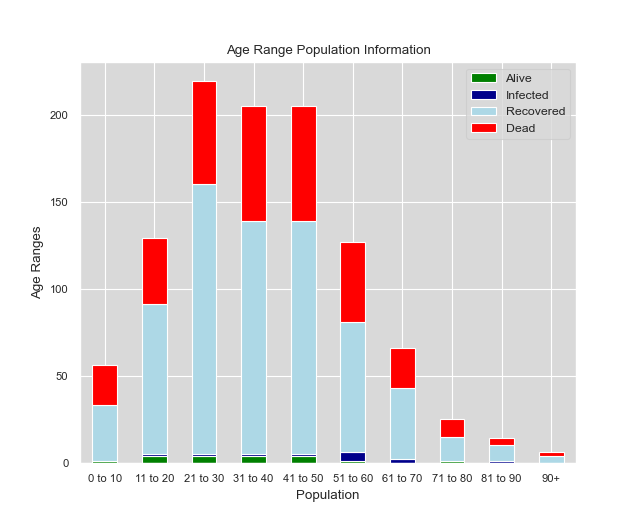 Age Range Population Information
Alive
Infected
Recovered
Dead
200
150
100
50
0
Age Ranges
0 to 10 11 to 20 21 to 30 31 to 40 41 to 50 51 to 60 61 to 70 71 to 80 81 to 90 90+
Population